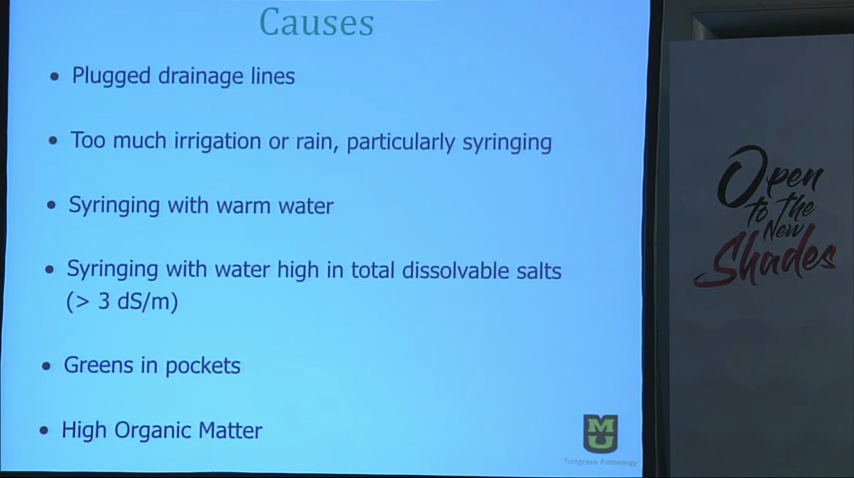 Causes
• Plugged drainage lines
• Too much irrigation or rain, particularly syringing
• Syringing with warm water
• Syringing with water high in total dissolvable salts
(> 3 dS/m)
• Greens in pockets
• High Organic Matter
MU
Turfgrass Pathology
Open
to the
New
Shades